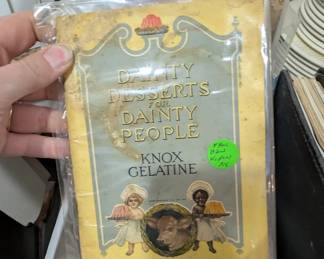 DAINTY
DESSERTS
FOR
DAINTY
PEOPLE
KNOX
GELATINE